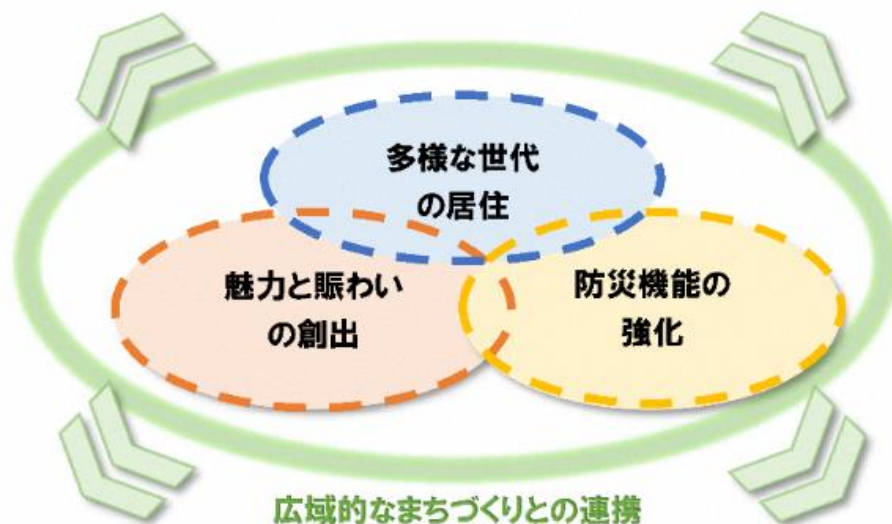 多様な世代
の居住
魅力と賑わい
の創出
防災機能の
強化
広域的なまちづくりとの連携